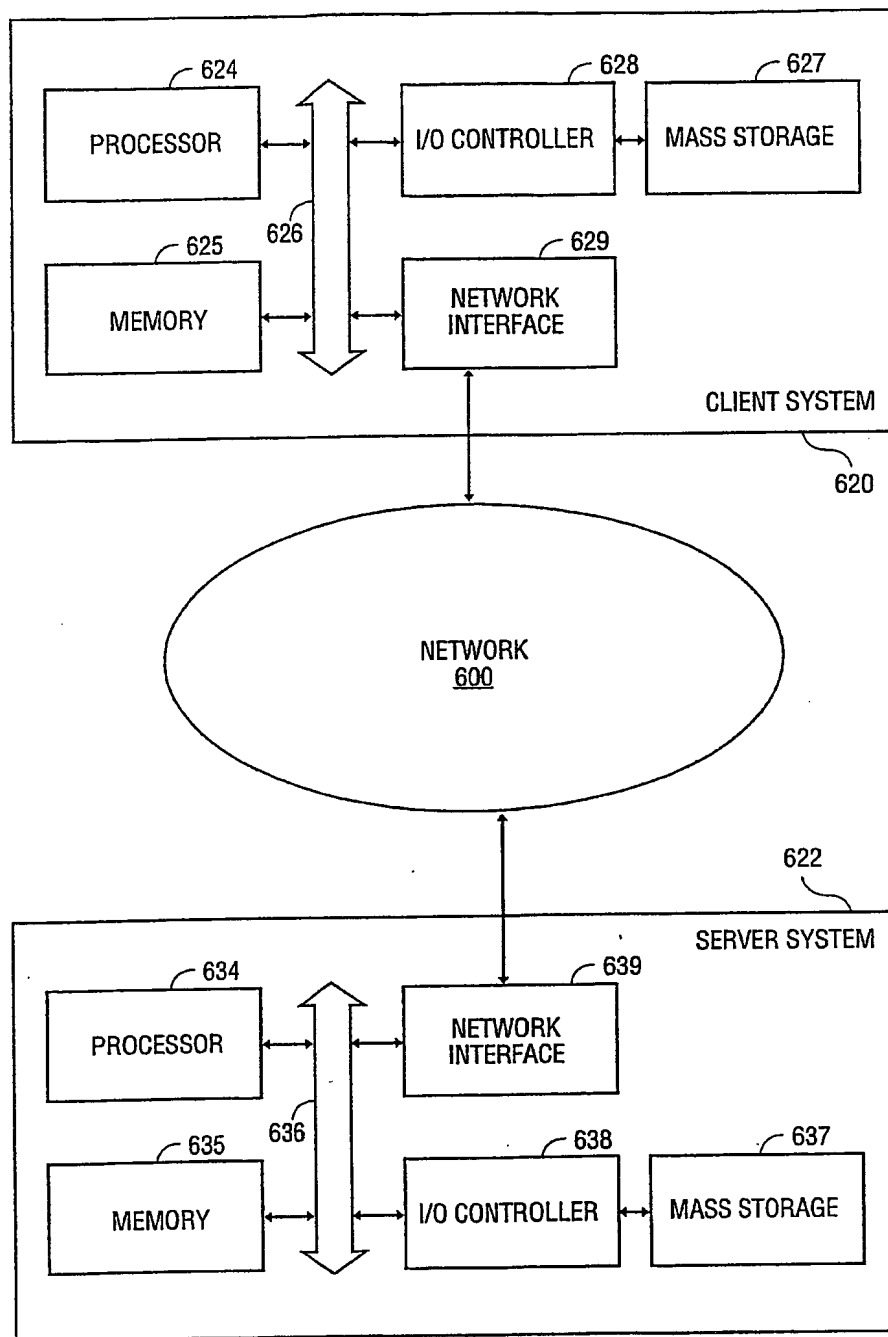 624
PROCESSOR
628
I/O CONTROLLER
627
MASS STORAGE
626
625
MEMORY
629
NETWORK
INTERFACE
CLIENT SYSTEM
620
NETWORK
600
622
SERVER SYSTEM
634
PROCESSOR
639
NETWORK
INTERFACE
636
635
MEMORY
638
I/O CONTROLLER
637
MASS STORAGE